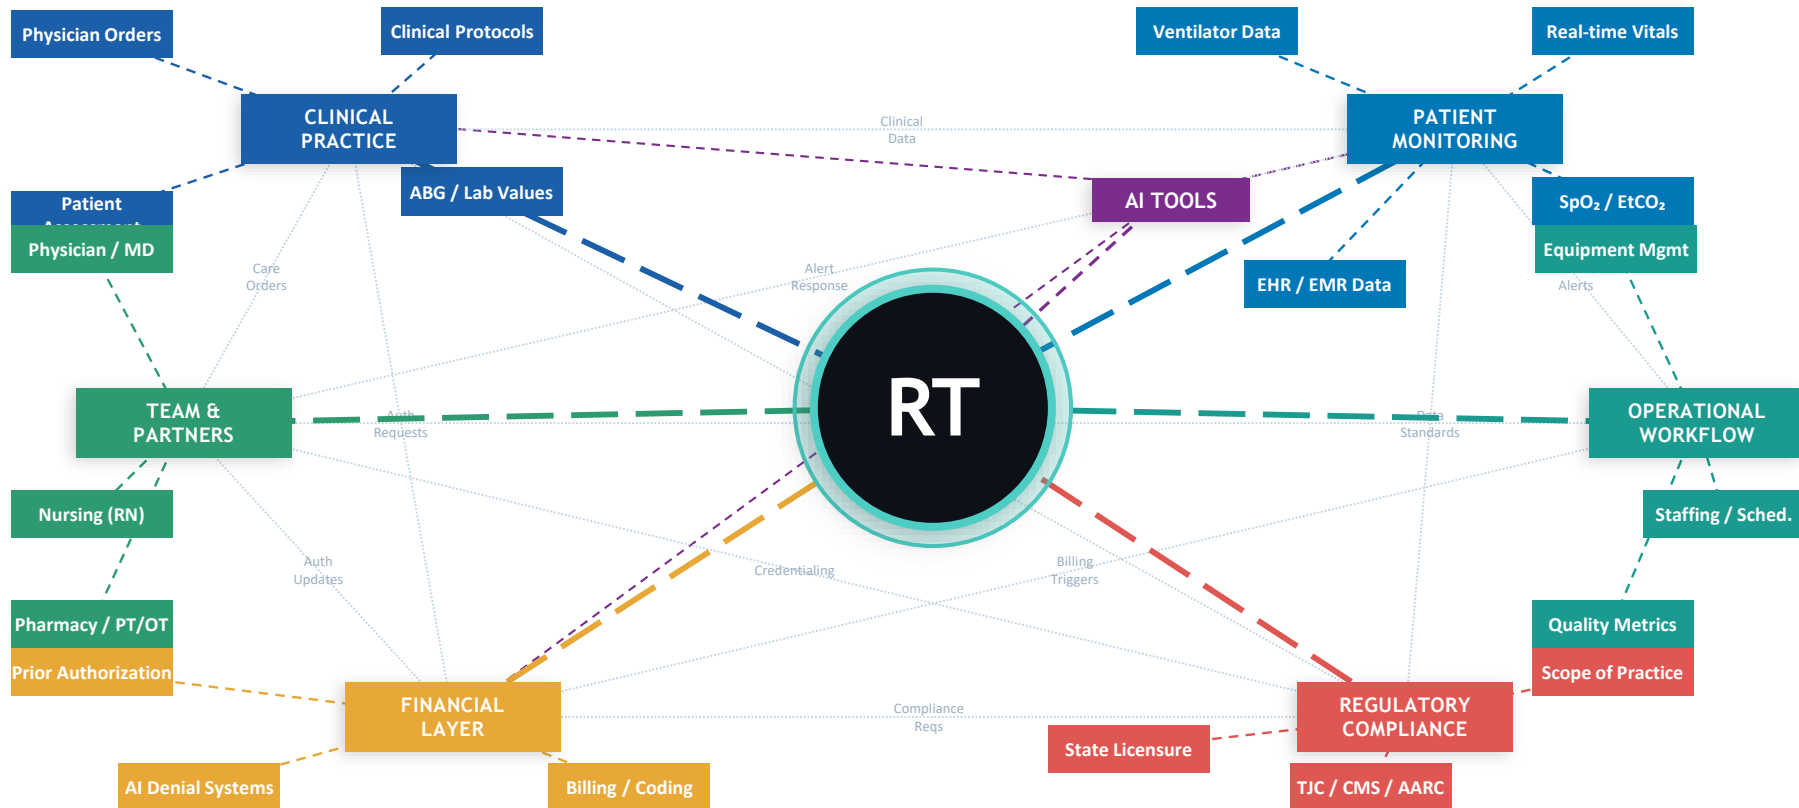 Physician Orders
Clinical Protocols
Ventilator Data
Real-time Vitals
CLINICAL
PRACTICE
PATIENT
MONITORING
Clinical
Data
Patient
Assessment
ABG / Lab Values
AI TOOLS
SpO₂ / EtCO₂
Physician / MD
Equipment Mgmt
Care
Orders
Alert
Response
EHR / EMR Data
Alerts
RT
TEAM &
PARTNERS
Auth
Requests
Data
Standards
OPERATIONAL
WORKFLOW
Nursing (RN)
Staffing / Sched.
Auth
Updates
Credentialing
Billing
Triggers
Pharmacy / PT/OT
Quality Metrics
Prior Authorization
Scope of Practice
FINANCIAL
LAYER
Compliance
Reqs
REGULATORY
COMPLIANCE
State Licensure
AI Denial Systems
Billing / Coding
TJC / CMS / AARC